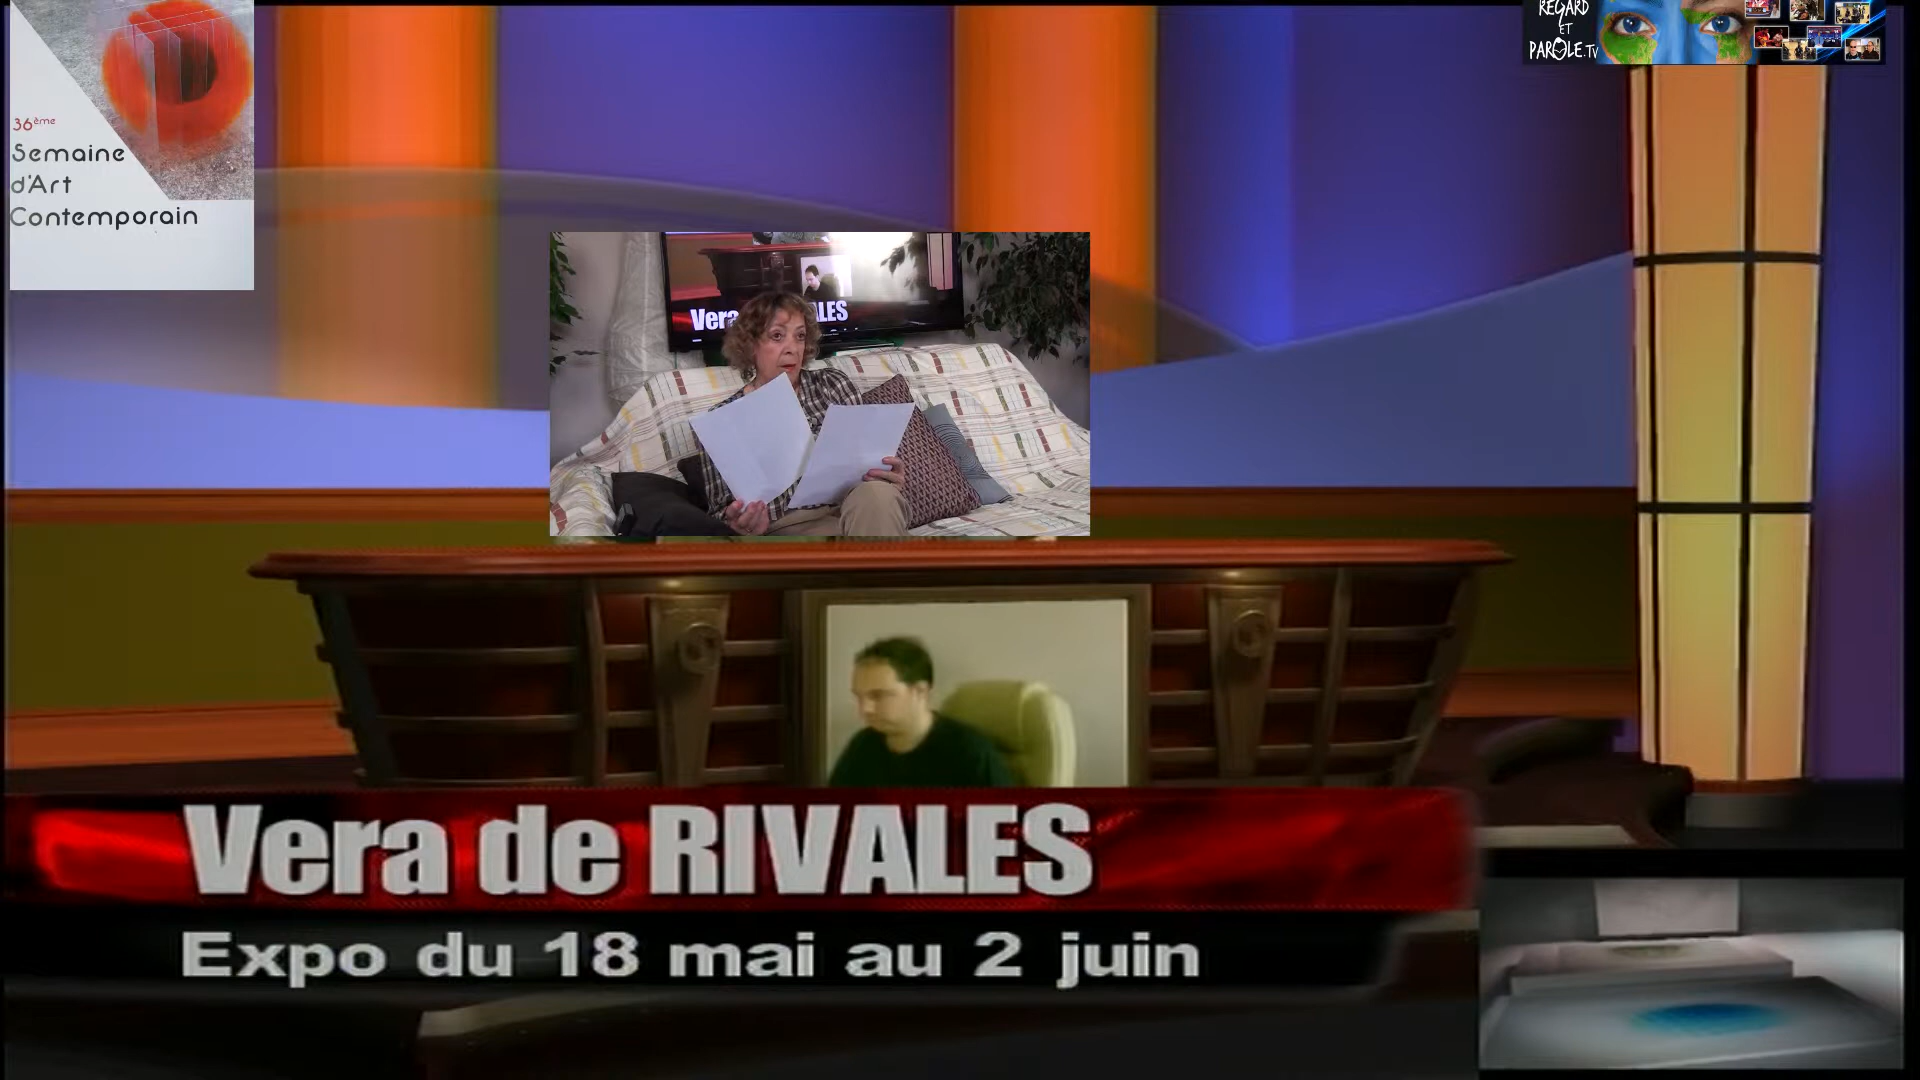 REGARD
ET
PAROLE.TV
36ème
Semaine
d'Art
Contemporain
Vera ALES
Vera de RIVALES
Expo du 18 mai au 2 juin